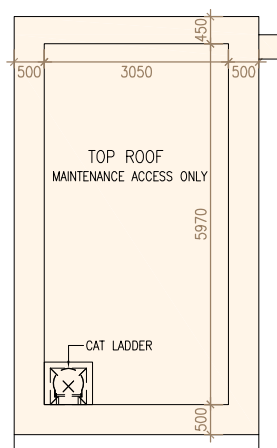 450
500 3050 500
TOP ROOF
MAINTENANCE ACCESS ONLY
5970
CAT LADDER
500